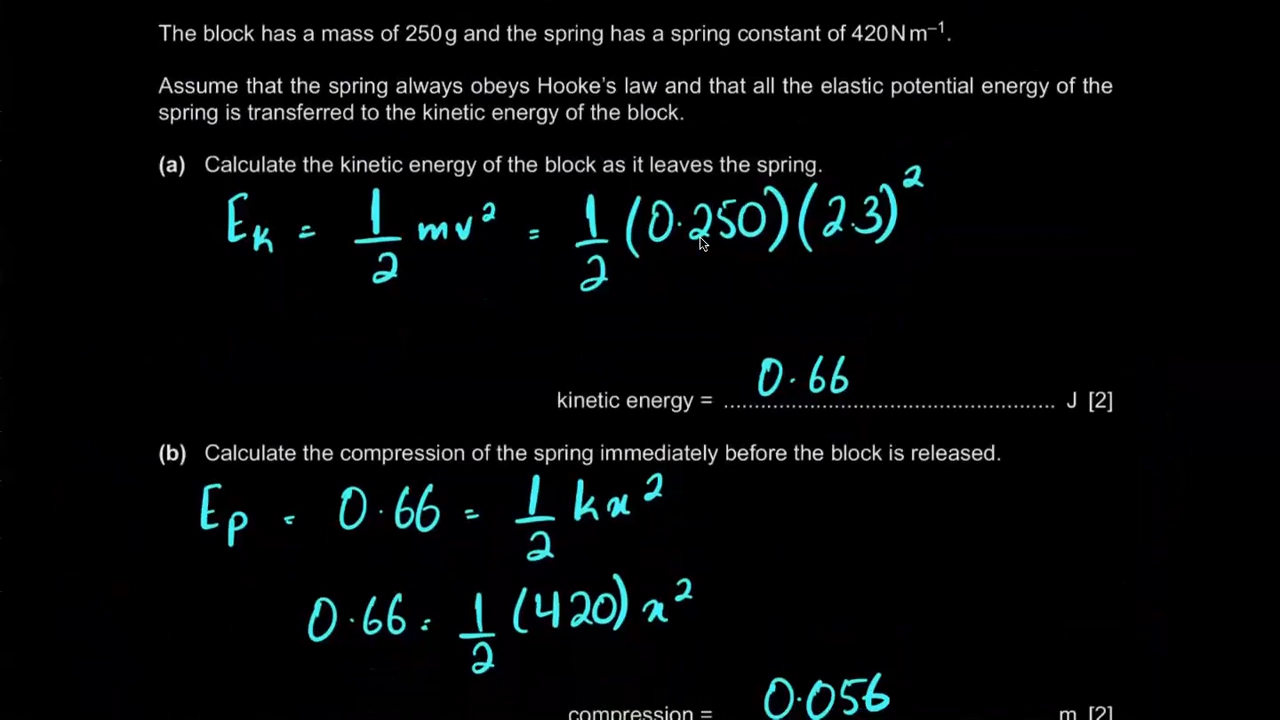 The block has a mass of 250 g and the spring has a spring constant of 420 N m⁻¹.
Assume that the spring always obeys Hooke's law and that all the elastic potential energy of the
spring is transferred to the kinetic energy of the block.
(a) Calculate the kinetic energy of the block as it leaves the spring.
E_K = 1/2 mv² = 1/2 (0.250)(2.3)²
0.66
kinetic energy = ...................................................... J [2]
(b) Calculate the compression of the spring immediately before the block is released.
E_P = 0.66 = 1/2 kx²
0.66 = 1/2 (420) x²
0.056
compression = m [2]